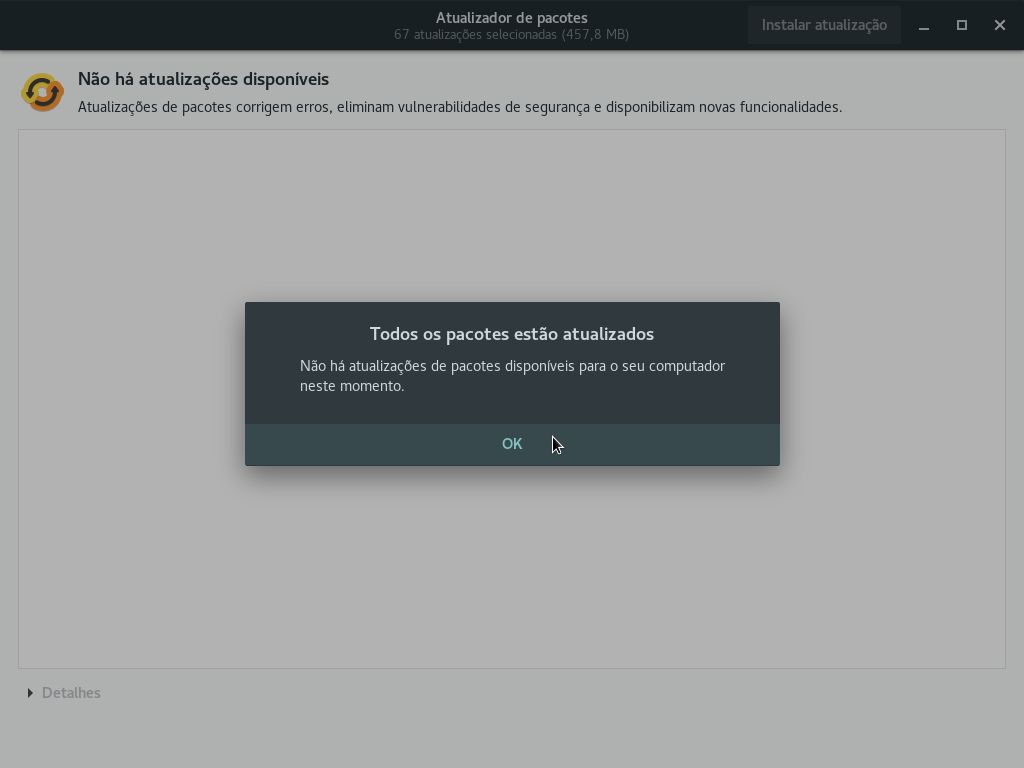 Atualizador de pacotes
67 atualizações selecionadas (457,8 MB)
Instalar atualização
Não há atualizações disponíveis
Atualizações de pacotes corrigem erros, eliminam vulnerabilidades de segurança e disponibilizam novas funcionalidades.
Todos os pacotes estão atualizados
Não há atualizações de pacotes disponíveis para o seu computador
neste momento.
OK
Detalhes